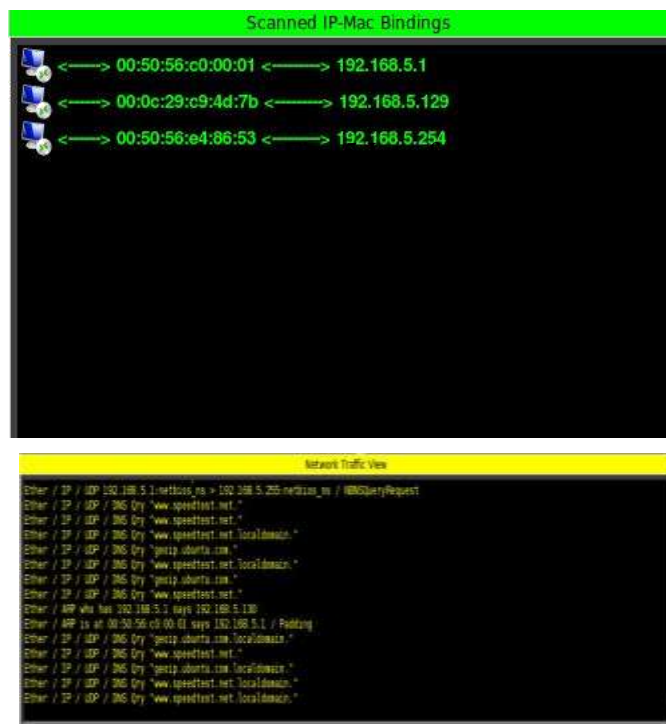 Scanned IP-Mac Bindings
<-----> 00:50:56:c0:00:01 <-------> 192.168.5.1
<-----> 00:0c:29:c9:4d:7b <-------> 192.168.5.129
<-----> 00:50:56:e4:86:53 <-------> 192.168.5.254
Network Traffic View
Ether / IP / UDP 192.168.5.1:netbios_ns > 192.168.5.255:netbios_ns / NBNSQueryRequest
Ether / IP / UDP / DNS Qry "www.speedtest.net."
Ether / IP / UDP / DNS Qry "www.speedtest.net."
Ether / IP / UDP / DNS Qry "www.speedtest.net.localdomain."
Ether / IP / UDP / DNS Qry "geoip.ubuntu.com."
Ether / IP / UDP / DNS Qry "www.speedtest.net.localdomain."
Ether / IP / UDP / DNS Qry "geoip.ubuntu.com."
Ether / IP / UDP / DNS Qry "www.speedtest.net."
Ether / ARP who has 192.168.5.1 says 192.168.5.130
Ether / ARP is at 00:50:56:c0:00:01 says 192.168.5.1 / Padding
Ether / IP / UDP / DNS Qry "geoip.ubuntu.com.localdomain."
Ether / IP / UDP / DNS Qry "www.speedtest.net."
Ether / IP / UDP / DNS Qry "geoip.ubuntu.com.localdomain."
Ether / IP / UDP / DNS Qry "www.speedtest.net.localdomain."
Ether / IP / UDP / DNS Qry "www.speedtest.net.localdomain."